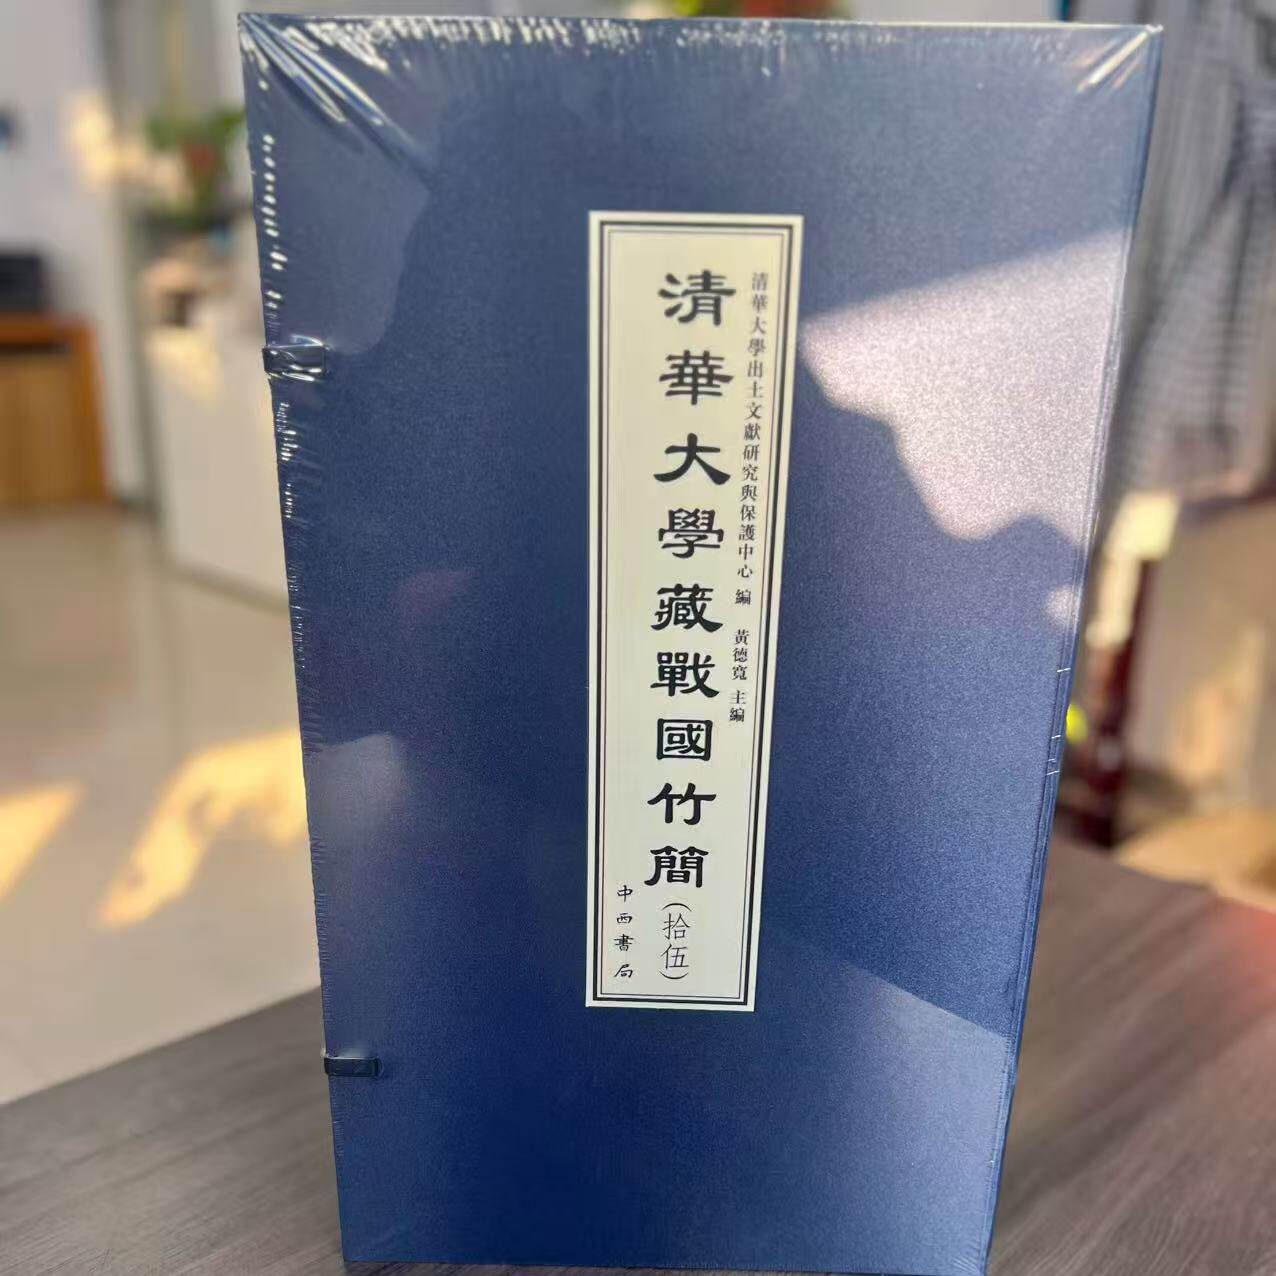 清華大學出土文獻研究與保護中心 編 黃德寬 主編
清華大學藏戰國竹簡(拾伍)
中西書局